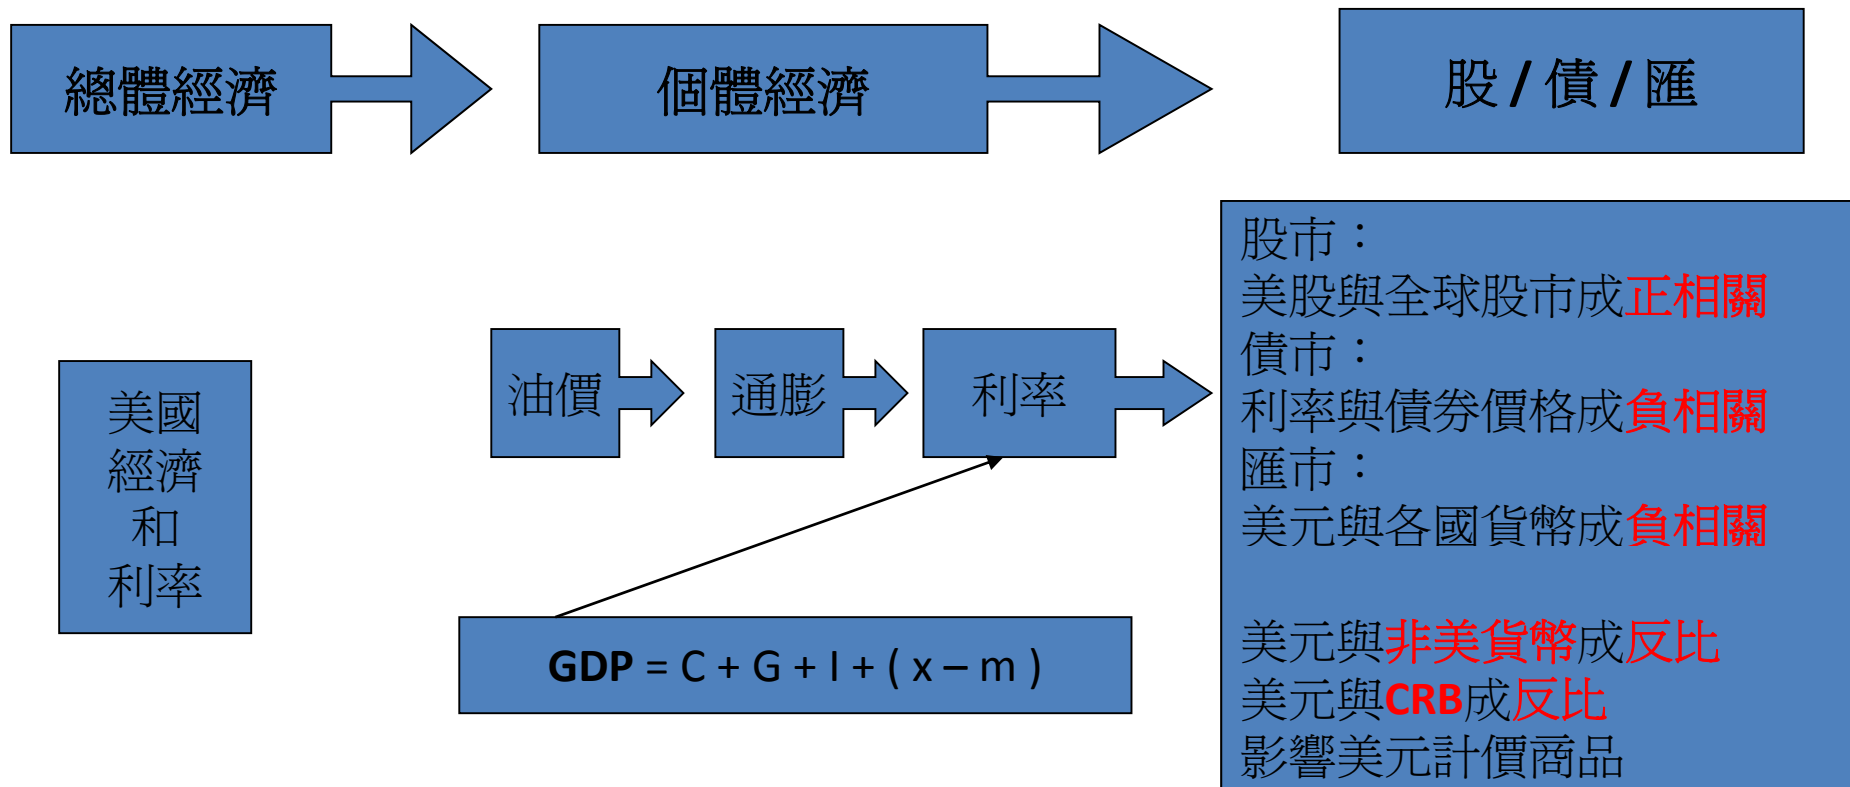 總體經濟
個體經濟
股 / 債 / 匯
美國
經濟
和
利率
油價
通膨
利率
GDP = C + G + I + ( x – m )
股市：
美股與全球股市成正相關
債市：
利率與債券價格成負相關
匯市：
美元與各國貨幣成負相關
美元與非美貨幣成反比
美元與CRB成反比
影響美元計價商品